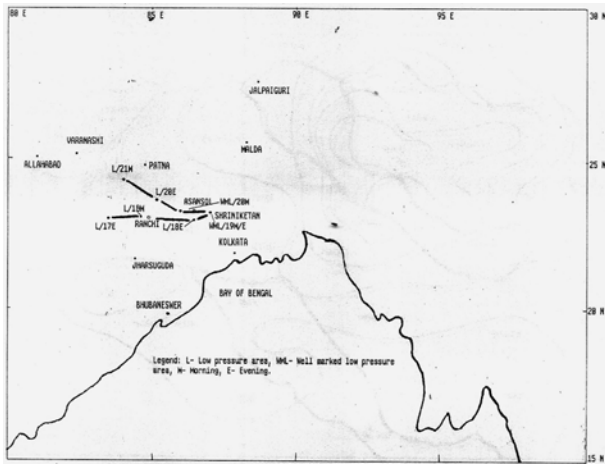 80 E 85 E 90 E 95 E
30 N
JALPAIGURI
VARANASHI
MALDA
ALLAHABAD
PATNA
25
L/21M
L/20E
ASANSOL WML/20M
L/18M SHRINIKETAN
L/17E RANCHI L/18E WML/19M/E
KOLKATA
JHARSUGUDA
BAY OF BENGAL
BHUBANESWER
20 N
Legend: L- Low pressure area, WML- Well marked low pressure
area, M- Morning, E- Evening.
15 N